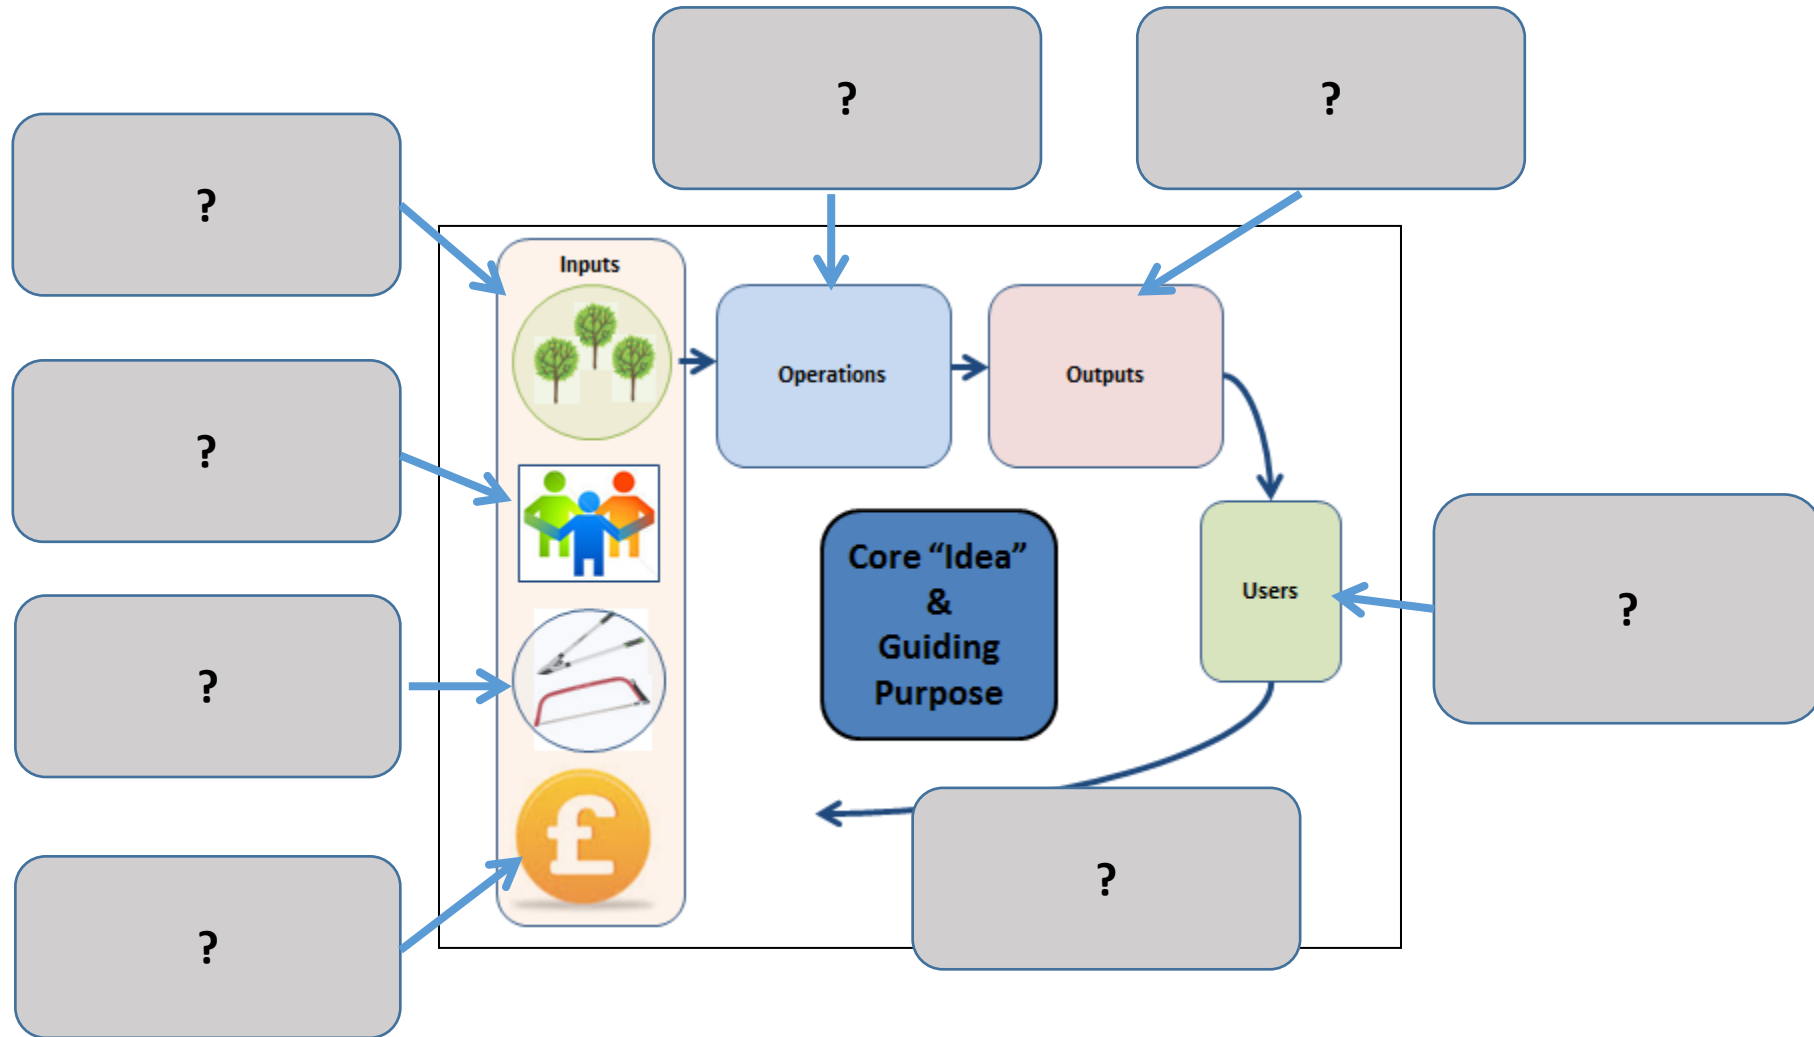 ?
?
?
Inputs
Operations
Outputs
?
Core “Idea”
&
Guiding
Purpose
Users
?
?
?
?
£